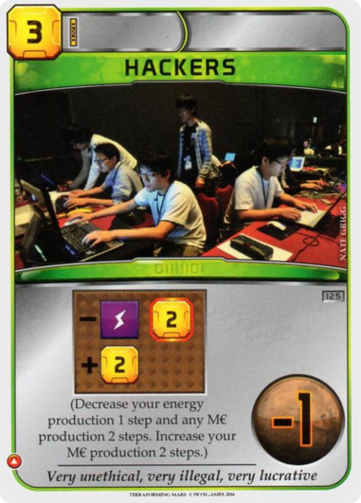 3
HACKERS
NATE GRIGG
125
- 2
+ 2
(Decrease your energy
production 1 step and any M€
production 2 steps. Increase your
M€ production 2 steps.)
-1
Very unethical, very illegal, very lucrative
TERRAFORMING MARS © FRYXGAMES 2016